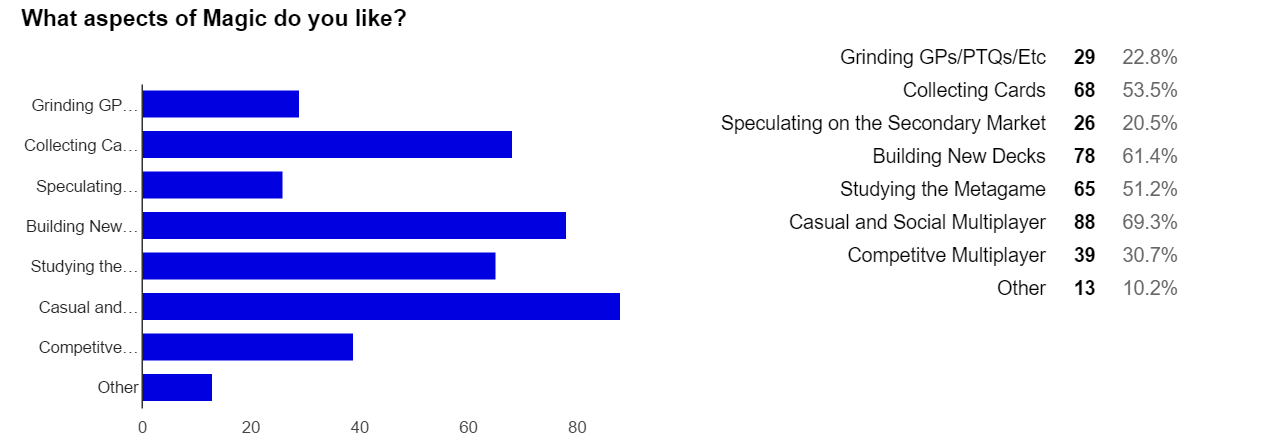 What aspects of Magic do you like?
Grinding GP…
Collecting Ca…
Speculating…
Building New…
Studying the…
Casual and…
Competitve…
Other
0 20 40 60 80
Grinding GPs/PTQs/Etc 29 22.8%
Collecting Cards 68 53.5%
Speculating on the Secondary Market 26 20.5%
Building New Decks 78 61.4%
Studying the Metagame 65 51.2%
Casual and Social Multiplayer 88 69.3%
Competitve Multiplayer 39 30.7%
Other 13 10.2%